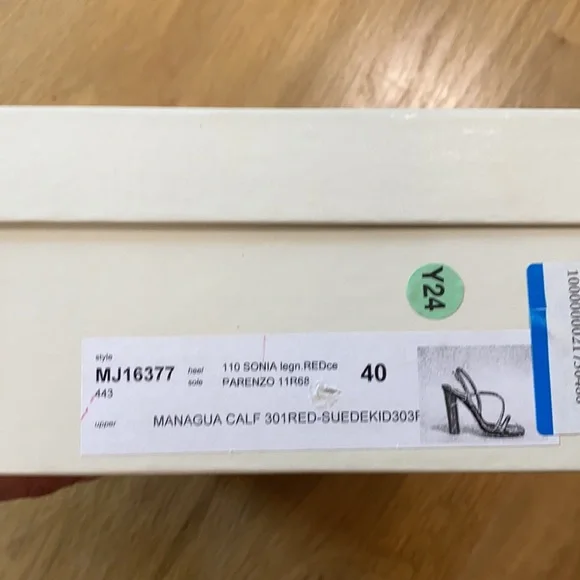 Y24
style
MJ16377 heel 110 SONIA legn.REDce 40
443 sole PARENZO 11R68
upper MANAGUA CALF 301RED-SUEDEKID303F